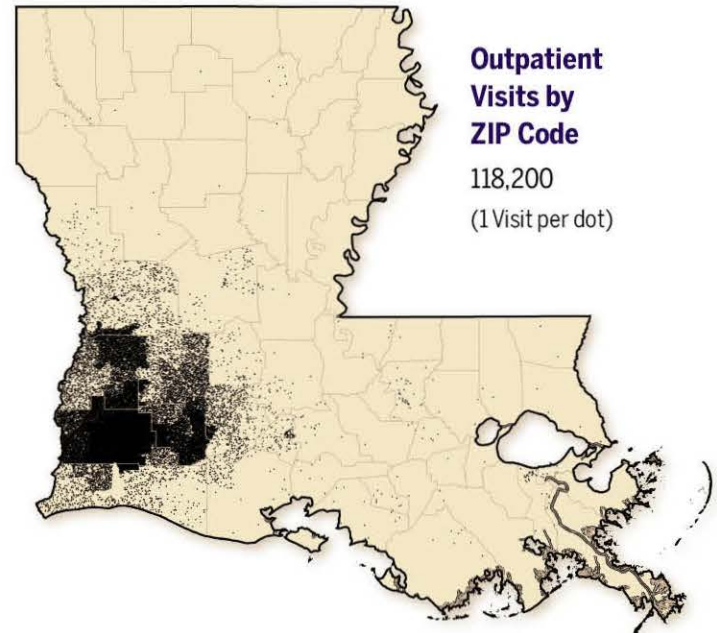 Outpatient
Visits by
ZIP Code
118,200
(1 Visit per dot)